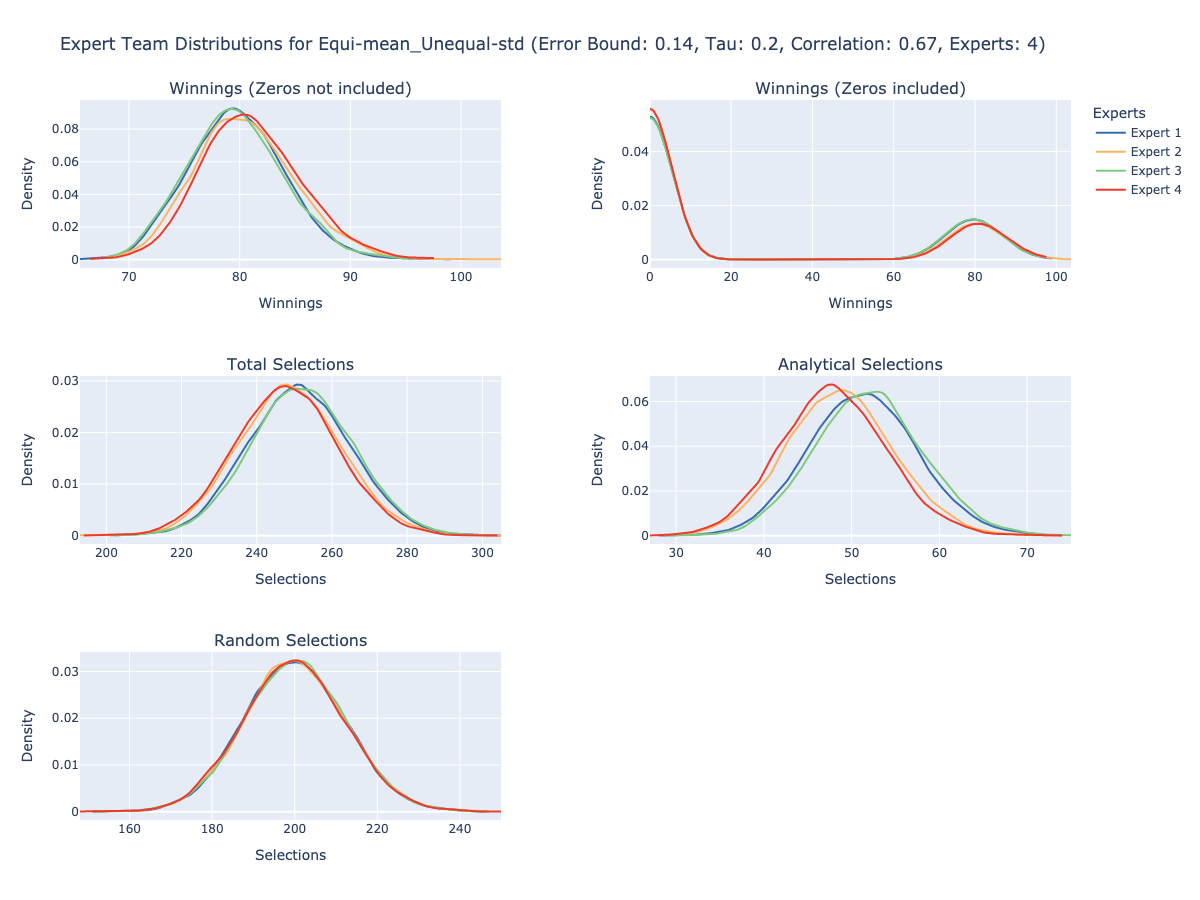 Expert Team Distributions for Equi-mean_Unequal-std (Error Bound: 0.14, Tau: 0.2, Correlation: 0.67, Experts: 4)
Winnings (Zeros not included)
Density
0.08
0.06
0.04
0.02
0
70 80 90 100
Winnings
Winnings (Zeros included)
Density
0.04
0.02
0
0 20 40 60 80 100
Winnings
Experts
Expert 1
Expert 2
Expert 3
Expert 4
Total Selections
Density
0.03
0.02
0.01
0
200 220 240 260 280 300
Selections
Analytical Selections
Density
0.06
0.04
0.02
0
30 40 50 60 70
Selections
Random Selections
Density
0.03
0.02
0.01
0
160 180 200 220 240
Selections